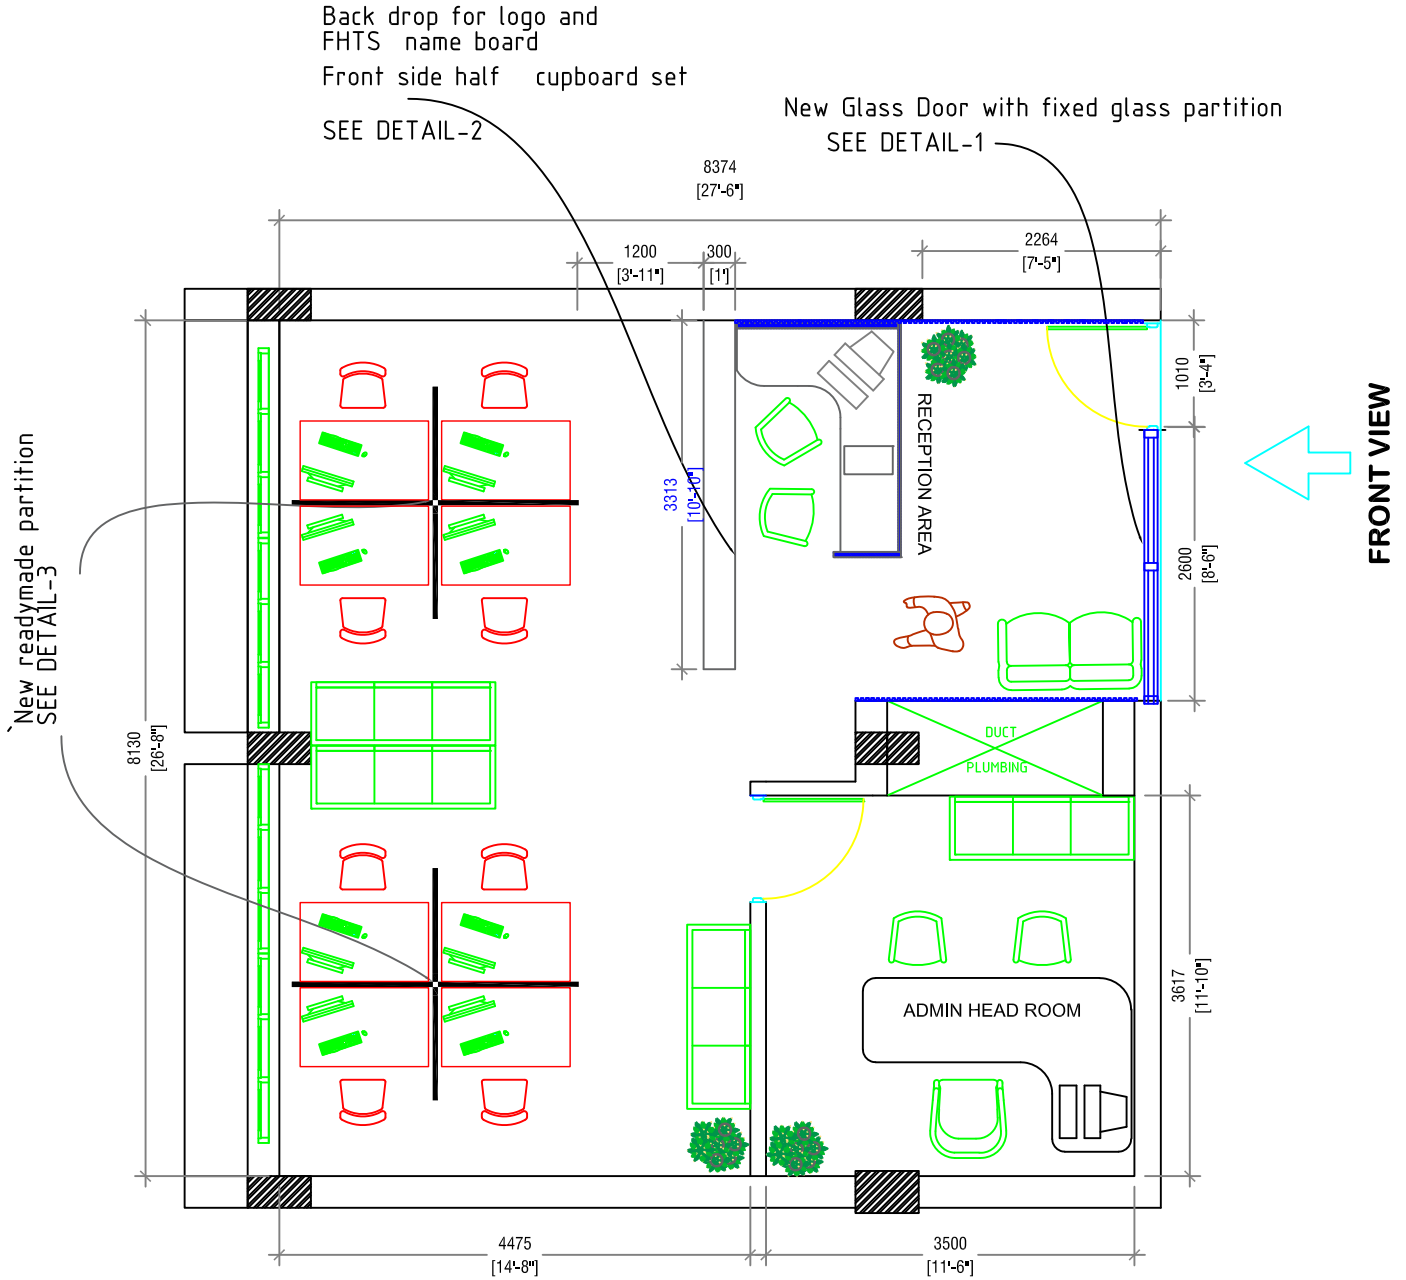 Back drop for logo and
FHTS name board
Front side half cupboard set
SEE DETAIL-2
New Glass Door with fixed glass partition
SEE DETAIL-1
8374
[27'-6"]
1200
[3'-11"]
300
[1']
2264
[7'-5"]
1010
[3'-4"]
FRONT VIEW
RECEPTION AREA
3313
[10'-10"]
2600
[8'-6"]
`New readymade partition
SEE DETAIL-3
8130
[26'-8"]
DUCT
PLUMBING
3617
[11'-10"]
ADMIN HEAD ROOM
4475
[14'-8"]
3500
[11'-6"]